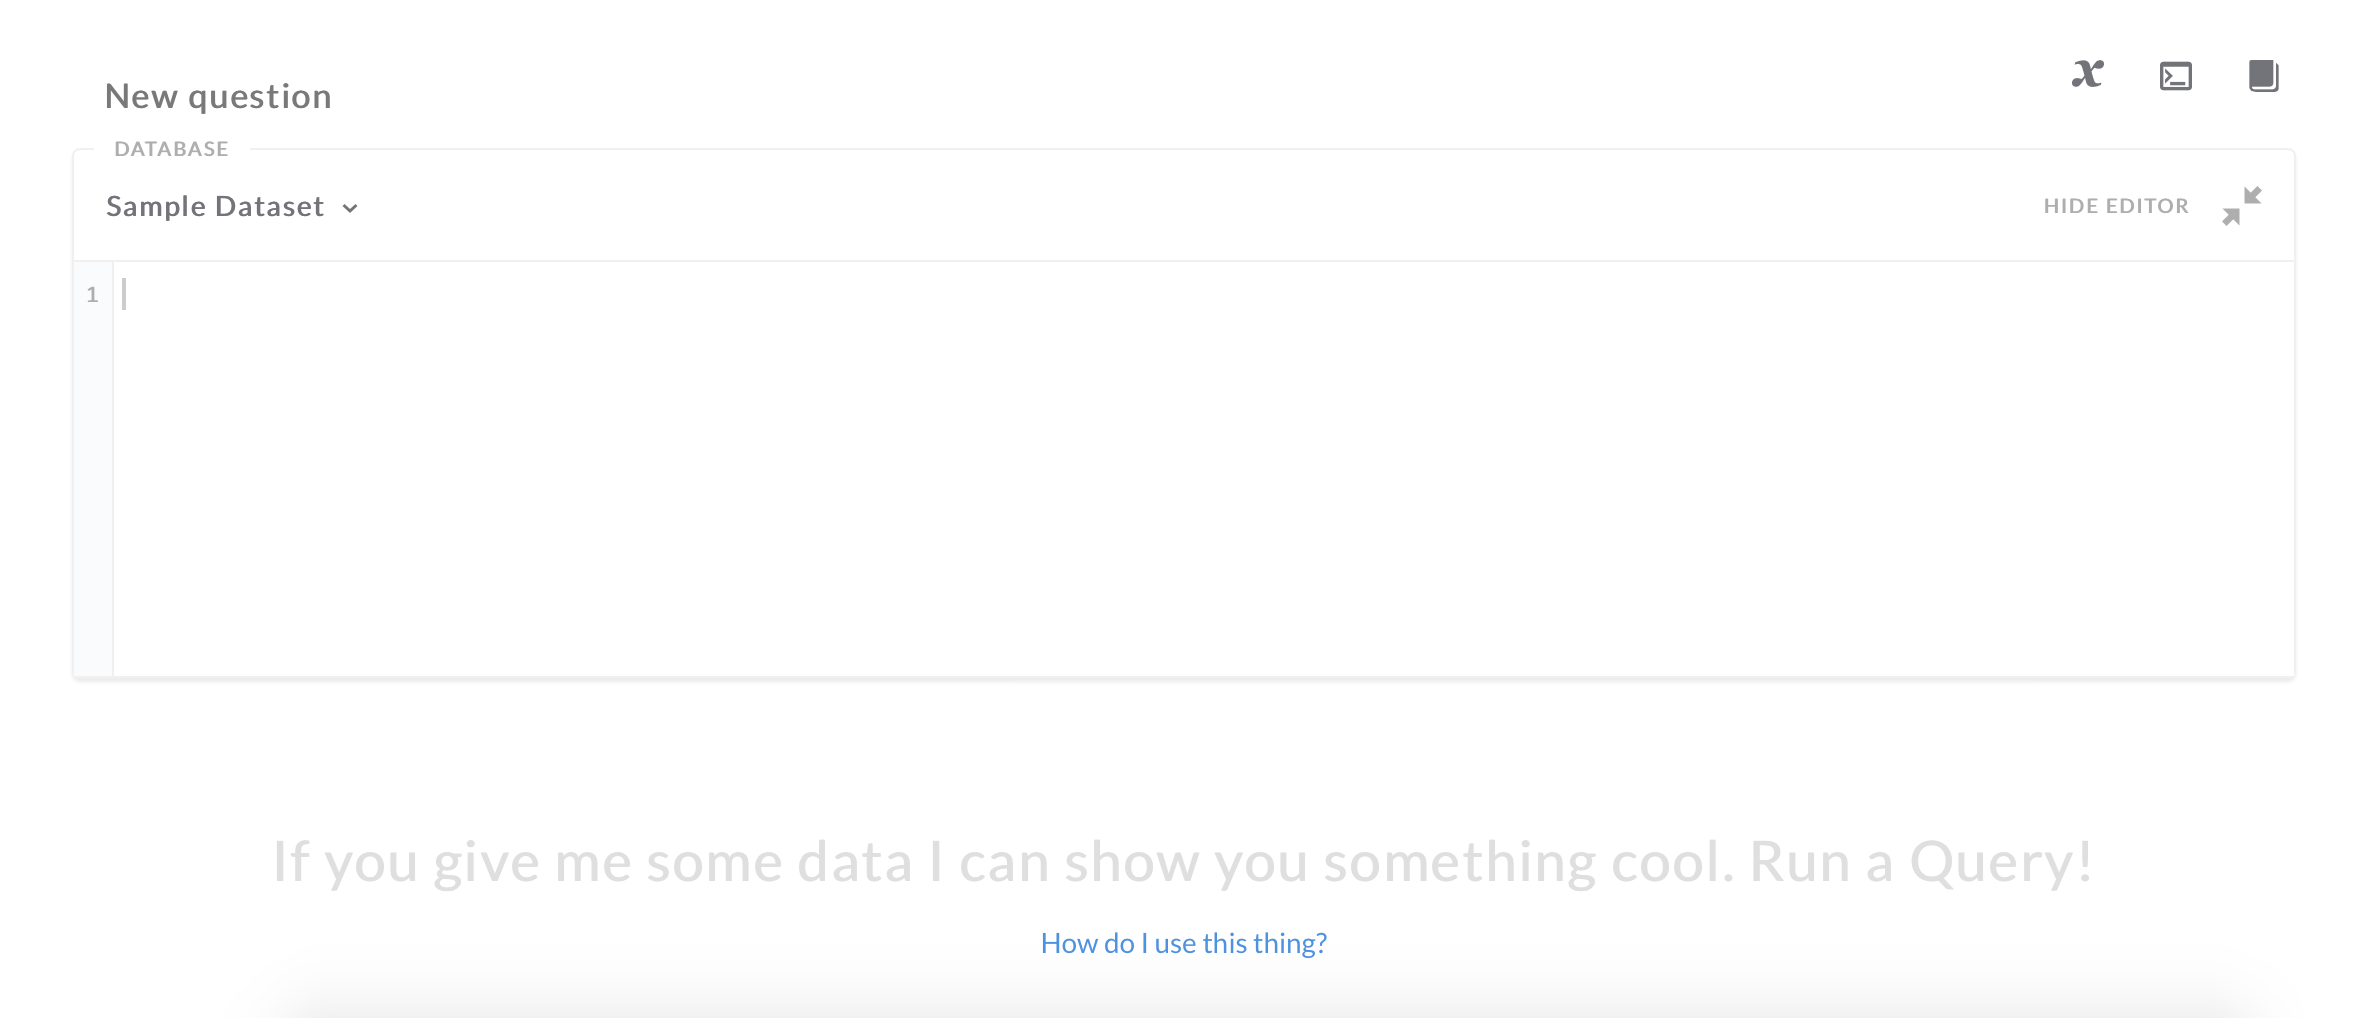 New question
DATABASE
Sample Dataset
HIDE EDITOR
1
If you give me some data I can show you something cool. Run a Query!
How do I use this thing?